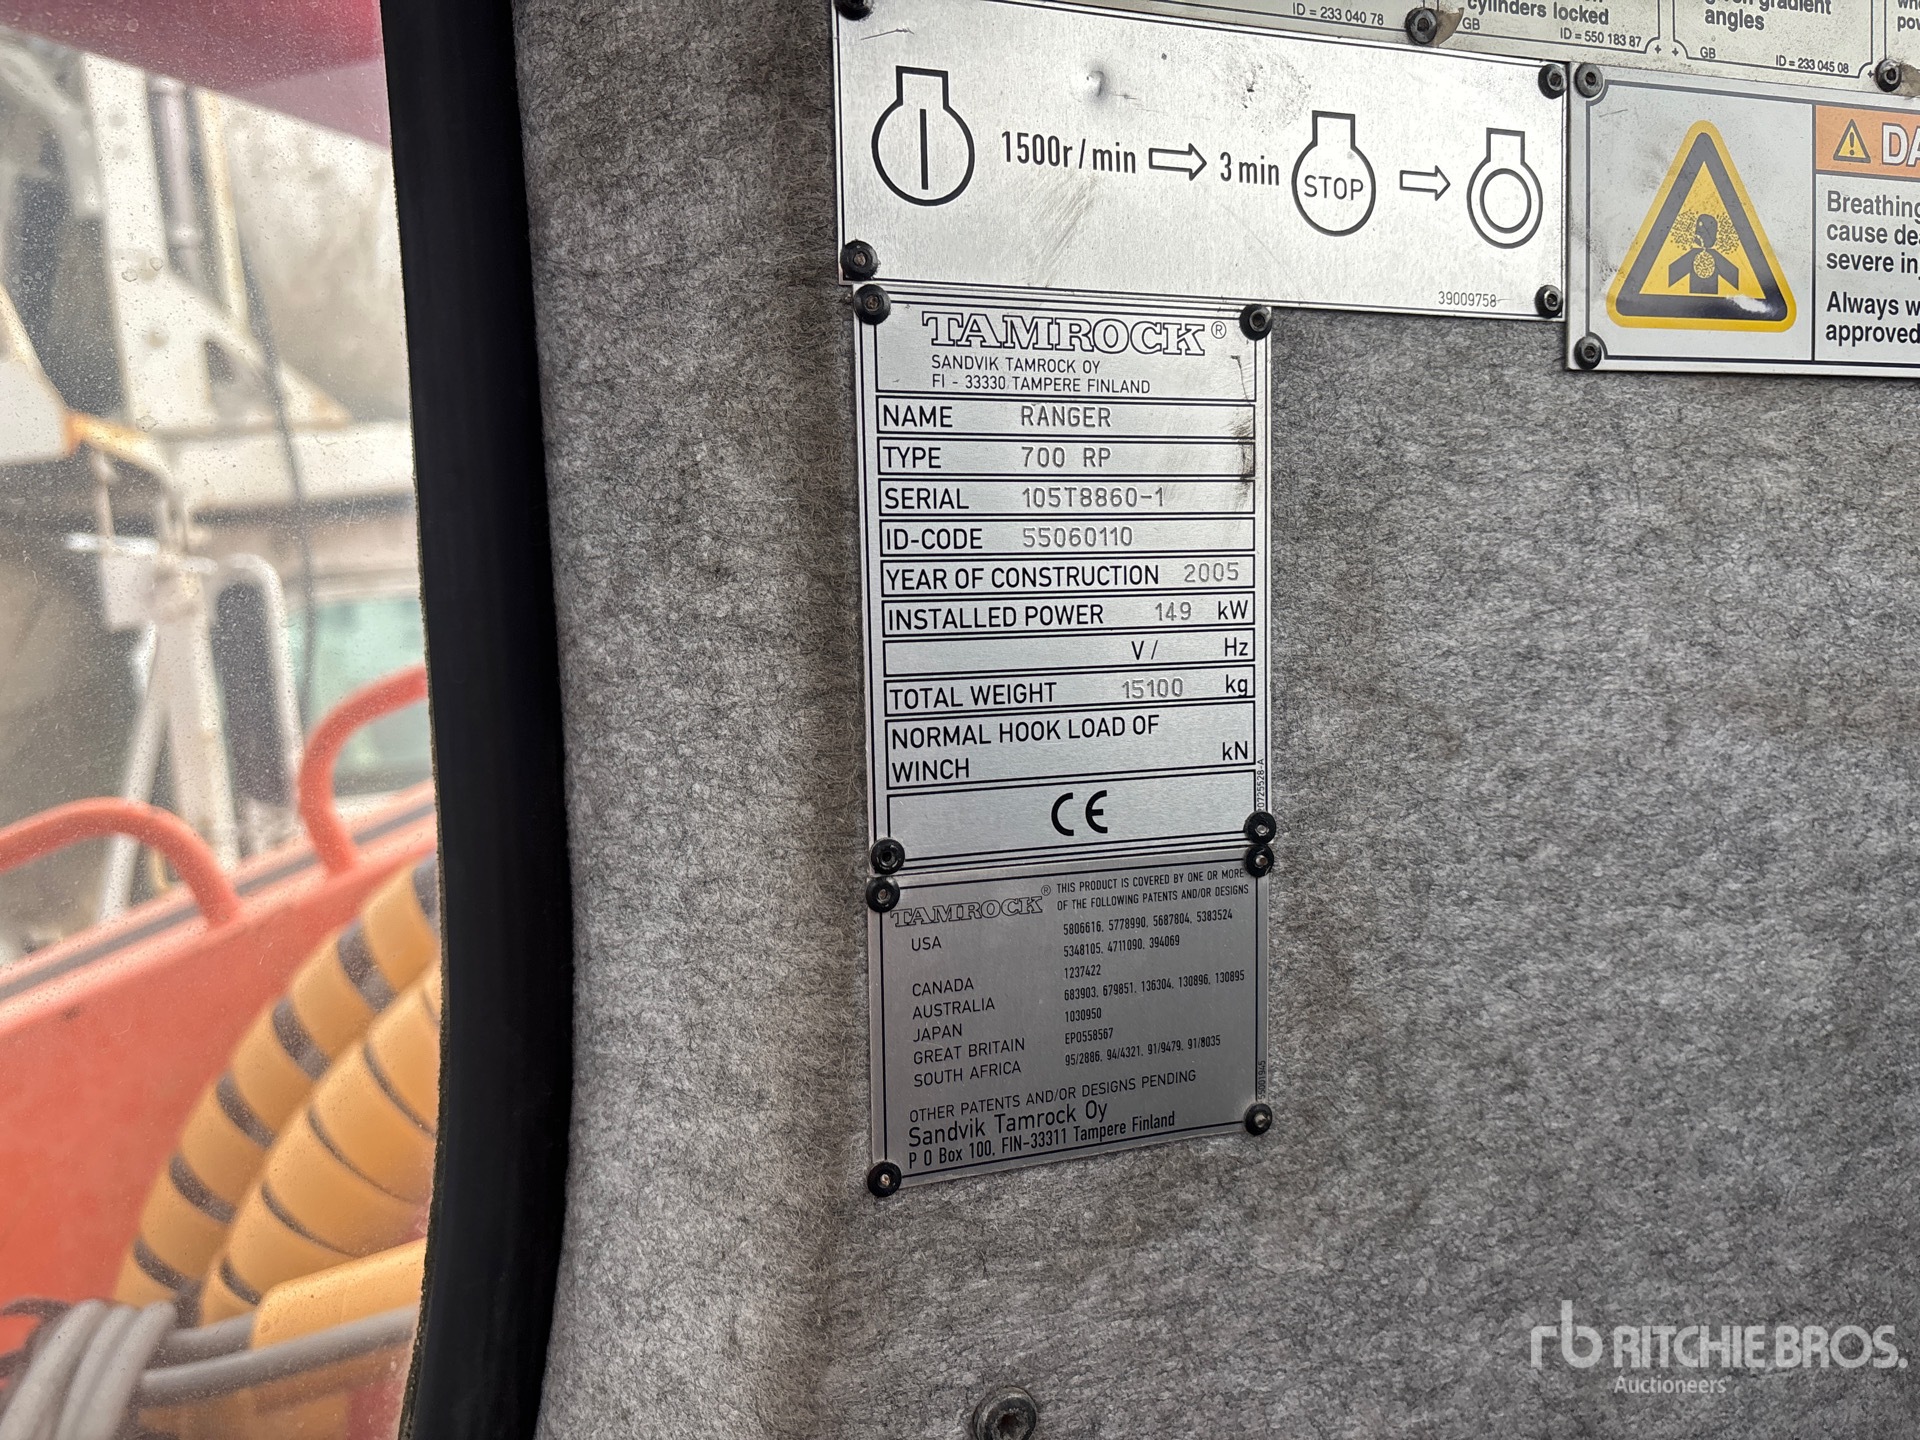 ID = 233 040 78
cylinders locked
GB
ID = 550 183 87
gradient
angles
GB
ID = 233 045 08
1500r / min
3 min
STOP
39009758
Breathing
cause
severe
Always
approved
TAMROCK®
SANDVIK TAMROCK OY
FI - 33330 TAMPERE FINLAND
NAME RANGER
TYPE 700 RP
SERIAL 105T8860-1
ID-CODE 55060110
YEAR OF CONSTRUCTION 2005
INSTALLED POWER 149 kW
V / Hz
TOTAL WEIGHT 15100 kg
NORMAL HOOK LOAD OF
WINCH kN
CE
TAMROCK®
THIS PRODUCT IS COVERED BY ONE OR MORE
OF THE FOLLOWING PATENTS AND/OR DESIGNS
USA 5806616, 5778990, 5687804, 5383524
5348105, 4711090, 394069
CANADA 1237422
AUSTRALIA 683903, 679851, 136304, 130896, 130895
JAPAN 1030950
GREAT BRITAIN EP0558567
SOUTH AFRICA 95/2886, 94/4321, 91/9479, 91/8035
OTHER PATENTS AND/OR DESIGNS PENDING
Sandvik Tamrock Oy
P O Box 100, FIN-33311 Tampere Finland
55001945
rb RITCHIE BROS.
Auctioneers